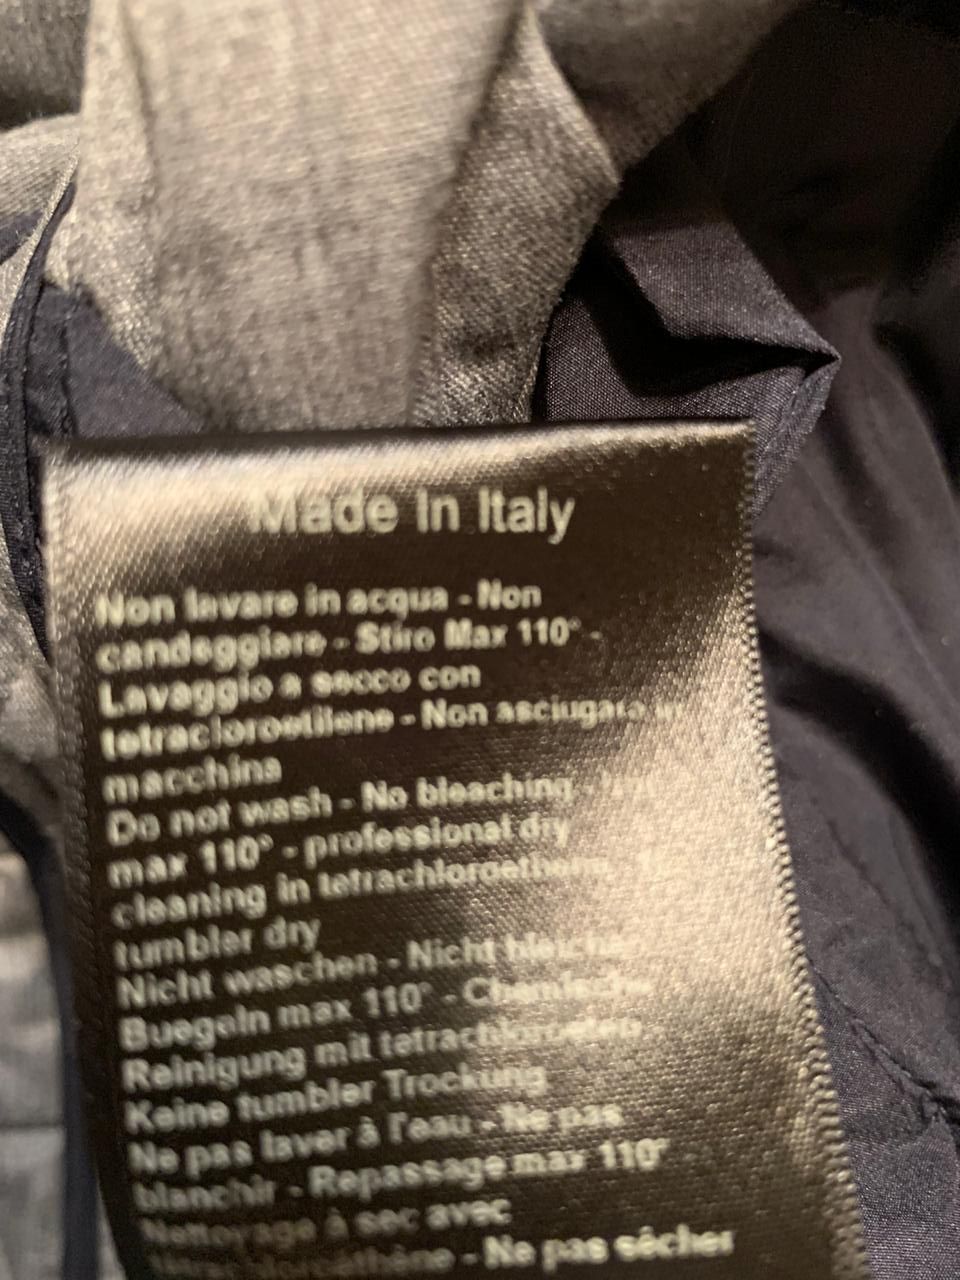 Made in Italy
Non lavare in acqua - Non
candeggiare - Stiro Max 110° -
Lavaggio a secco con
tetracloroetilene - Non asciugare in
macchina
Do not wash - No bleaching -
max 110° - professional dry
cleaning in
tumbler dry
Nicht waschen - Nicht
Buegeln max 110° - Chemische
Reinigung mit
Keine tumbler Trockung
Ne pas laver à l'eau - Ne pas
blanchir - Repassage max 110° -
Nettoyage à sec avec
- Ne pas sécher